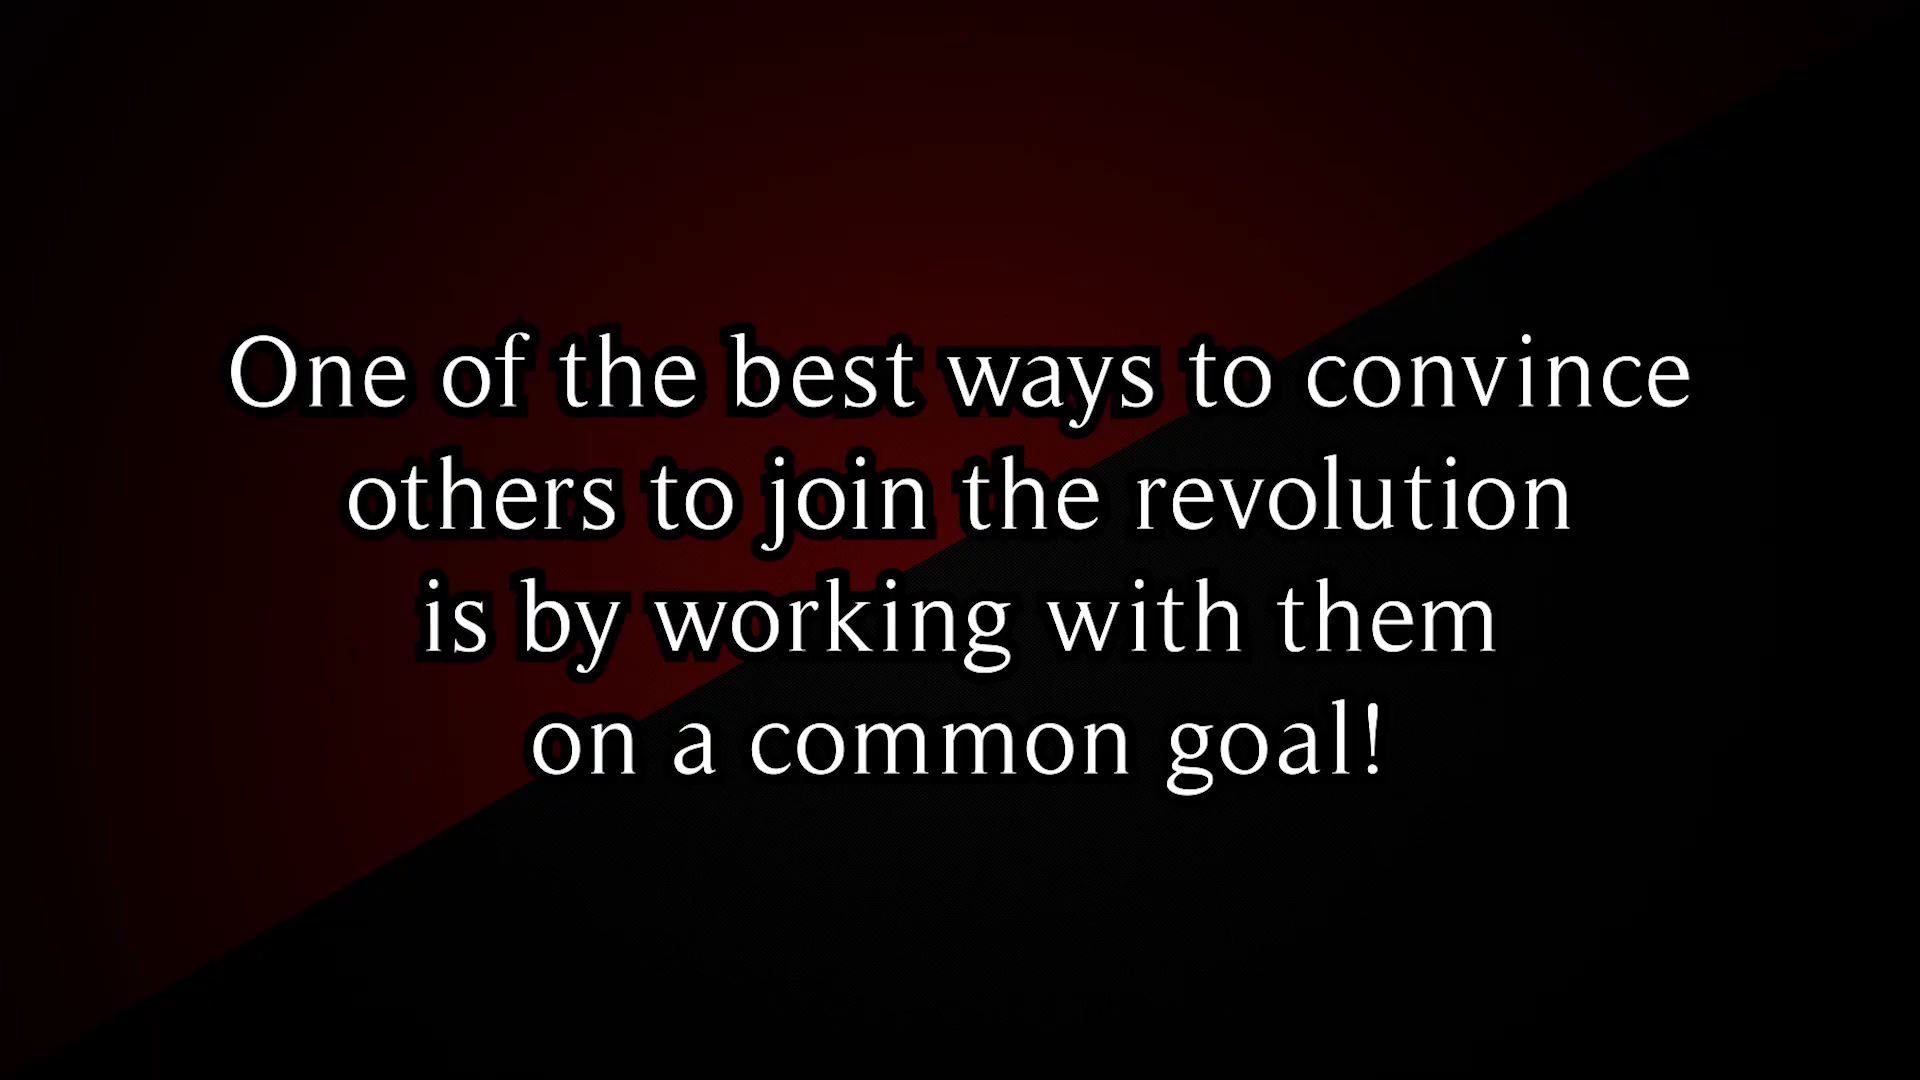 One of the best ways to convince
others to join the revolution
is by working with them
on a common goal!